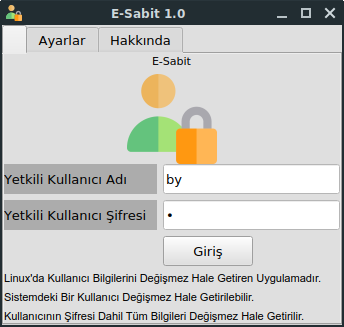 E-Sabit 1.0
Ayarlar Hakkında
E-Sabit
Yetkili Kullanıcı Adı by
Yetkili Kullanıcı Şifresi •
Giriş
Linux'da Kullanıcı Bilgilerini Değişmez Hale Getiren Uygulamadır.
Sistemdeki Bir Kullanıcı Değişmez Hale Getirilebilir.
Kullanıcının Şifresi Dahil Tüm Bilgileri Değişmez Hale Getirilir.